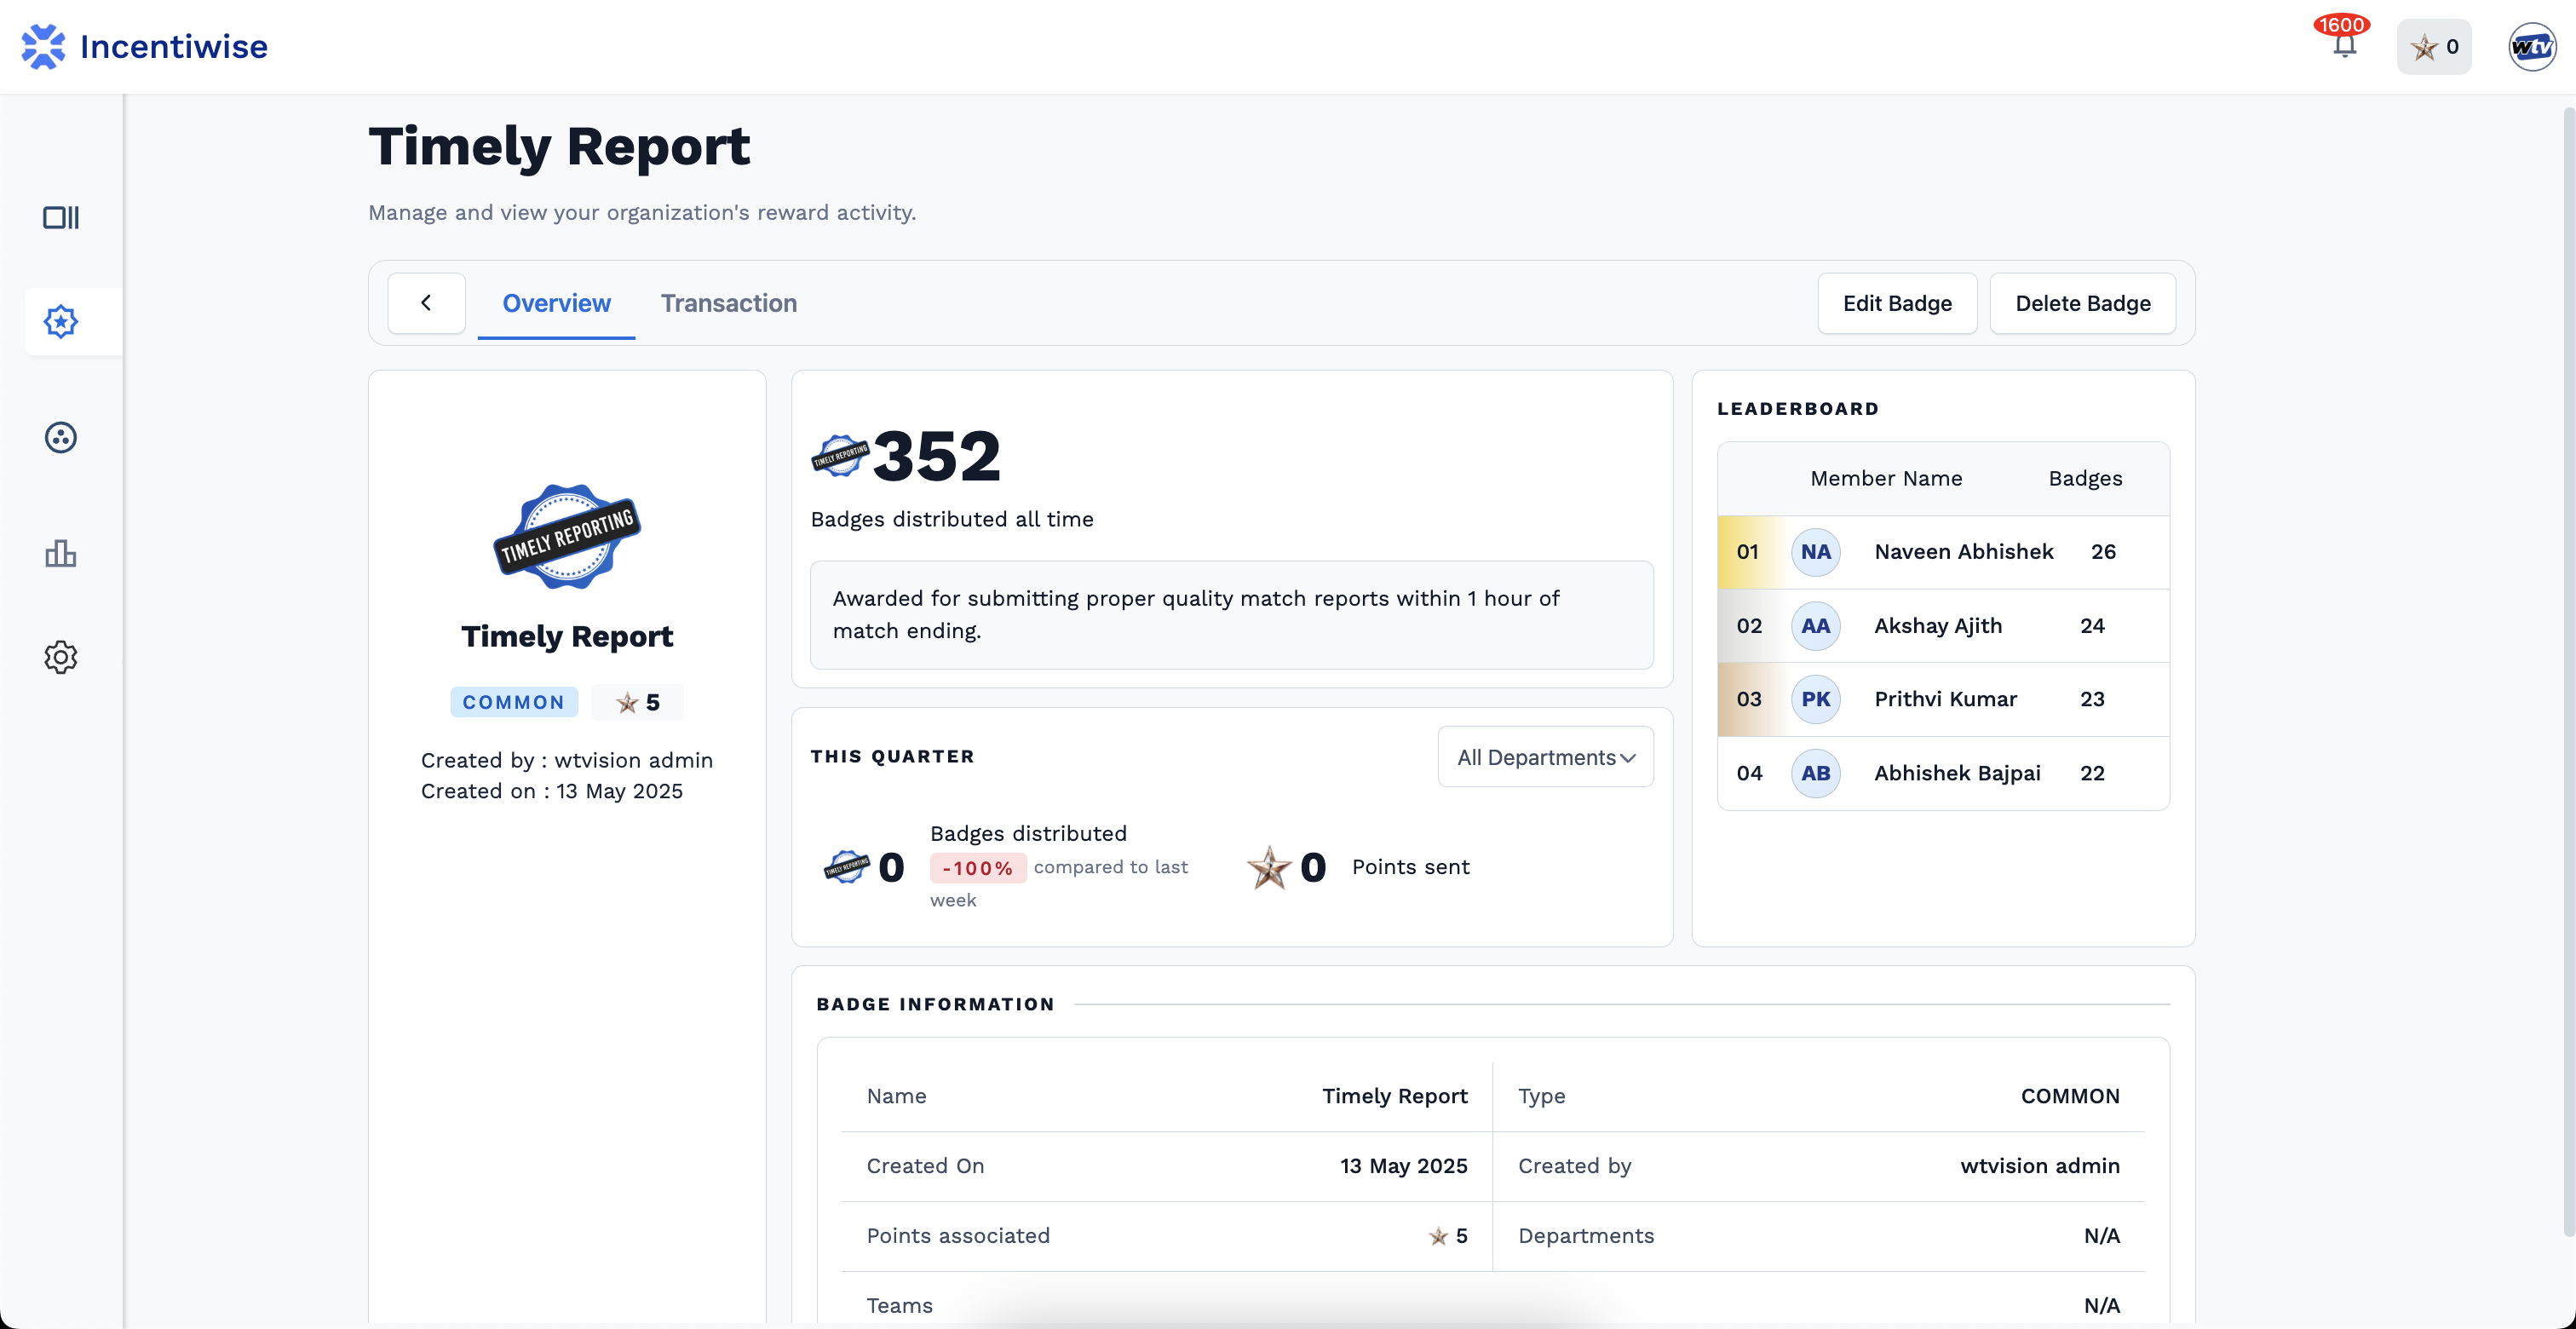 Incentiwise
1600
0
wtv
Timely Report
Manage and view your organization's reward activity.
Overview
Transaction
Edit Badge
Delete Badge
TIMELY REPORTING
Timely Report
COMMON
5
Created by : wtvision admin
Created on : 13 May 2025
TIMELY REPORTING
352
Badges distributed all time
Awarded for submitting proper quality match reports within 1 hour of
match ending.
THIS QUARTER
All Departments
TIMELY REPORTING
0
Badges distributed
-100% compared to last
week
0
Points sent
LEADERBOARD
Member Name Badges
01 NA Naveen Abhishek 26
02 AA Akshay Ajith 24
03 PK Prithvi Kumar 23
04 AB Abhishek Bajpai 22
BADGE INFORMATION
Name Timely Report Type COMMON
Created On 13 May 2025 Created by wtvision admin
Points associated 5 Departments N/A
Teams N/A